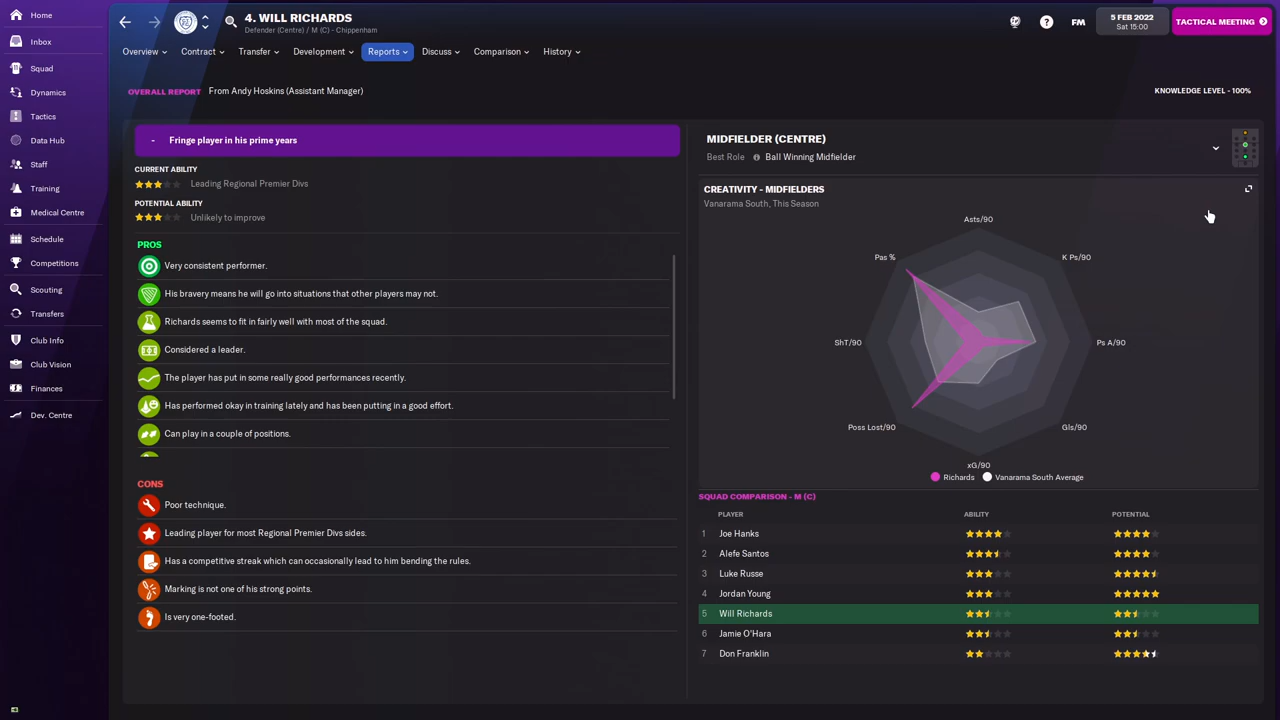 Home
Inbox
Squad
Dynamics
Tactics
Data Hub
Staff
Training
Medical Centre
Schedule
Competitions
Scouting
Transfers
Club Info
Club Vision
Finances
Dev. Centre
4. WILL RICHARDS
Defender (Centre) / M (C) - Chippenham
? FM
5 FEB 2022
Sat 15:00
TACTICAL MEETING
Overview Contract Transfer Development Reports Discuss Comparison History
OVERALL REPORT From Andy Hoskins (Assistant Manager)
KNOWLEDGE LEVEL - 100%
- Fringe player in his prime years
CURRENT ABILITY
Leading Regional Premier Divs
POTENTIAL ABILITY
Unlikely to improve
PROS
Very consistent performer.
His bravery means he will go into situations that other players may not.
Richards seems to fit in fairly well with most of the squad.
Considered a leader.
The player has put in some really good performances recently.
Has performed okay in training lately and has been putting in a good effort.
Can play in a couple of positions.
CONS
Poor technique.
Leading player for most Regional Premier Divs sides.
Has a competitive streak which can occasionally lead to him bending the rules.
Marking is not one of his strong points.
Is very one-footed.
MIDFIELDER (CENTRE)
Best Role Ball Winning Midfielder
CREATIVITY - MIDFIELDERS
Vanarama South, This Season
Asts/90
Pas %
K Ps/90
ShT/90
Ps A/90
Poss Lost/90
Gls/90
xG/90
Richards Vanarama South Average
SQUAD COMPARISON - M (C)
PLAYER ABILITY POTENTIAL
1 Joe Hanks
2 Alefe Santos
3 Luke Russe
4 Jordan Young
5 Will Richards
6 Jamie O'Hara
7 Don Franklin